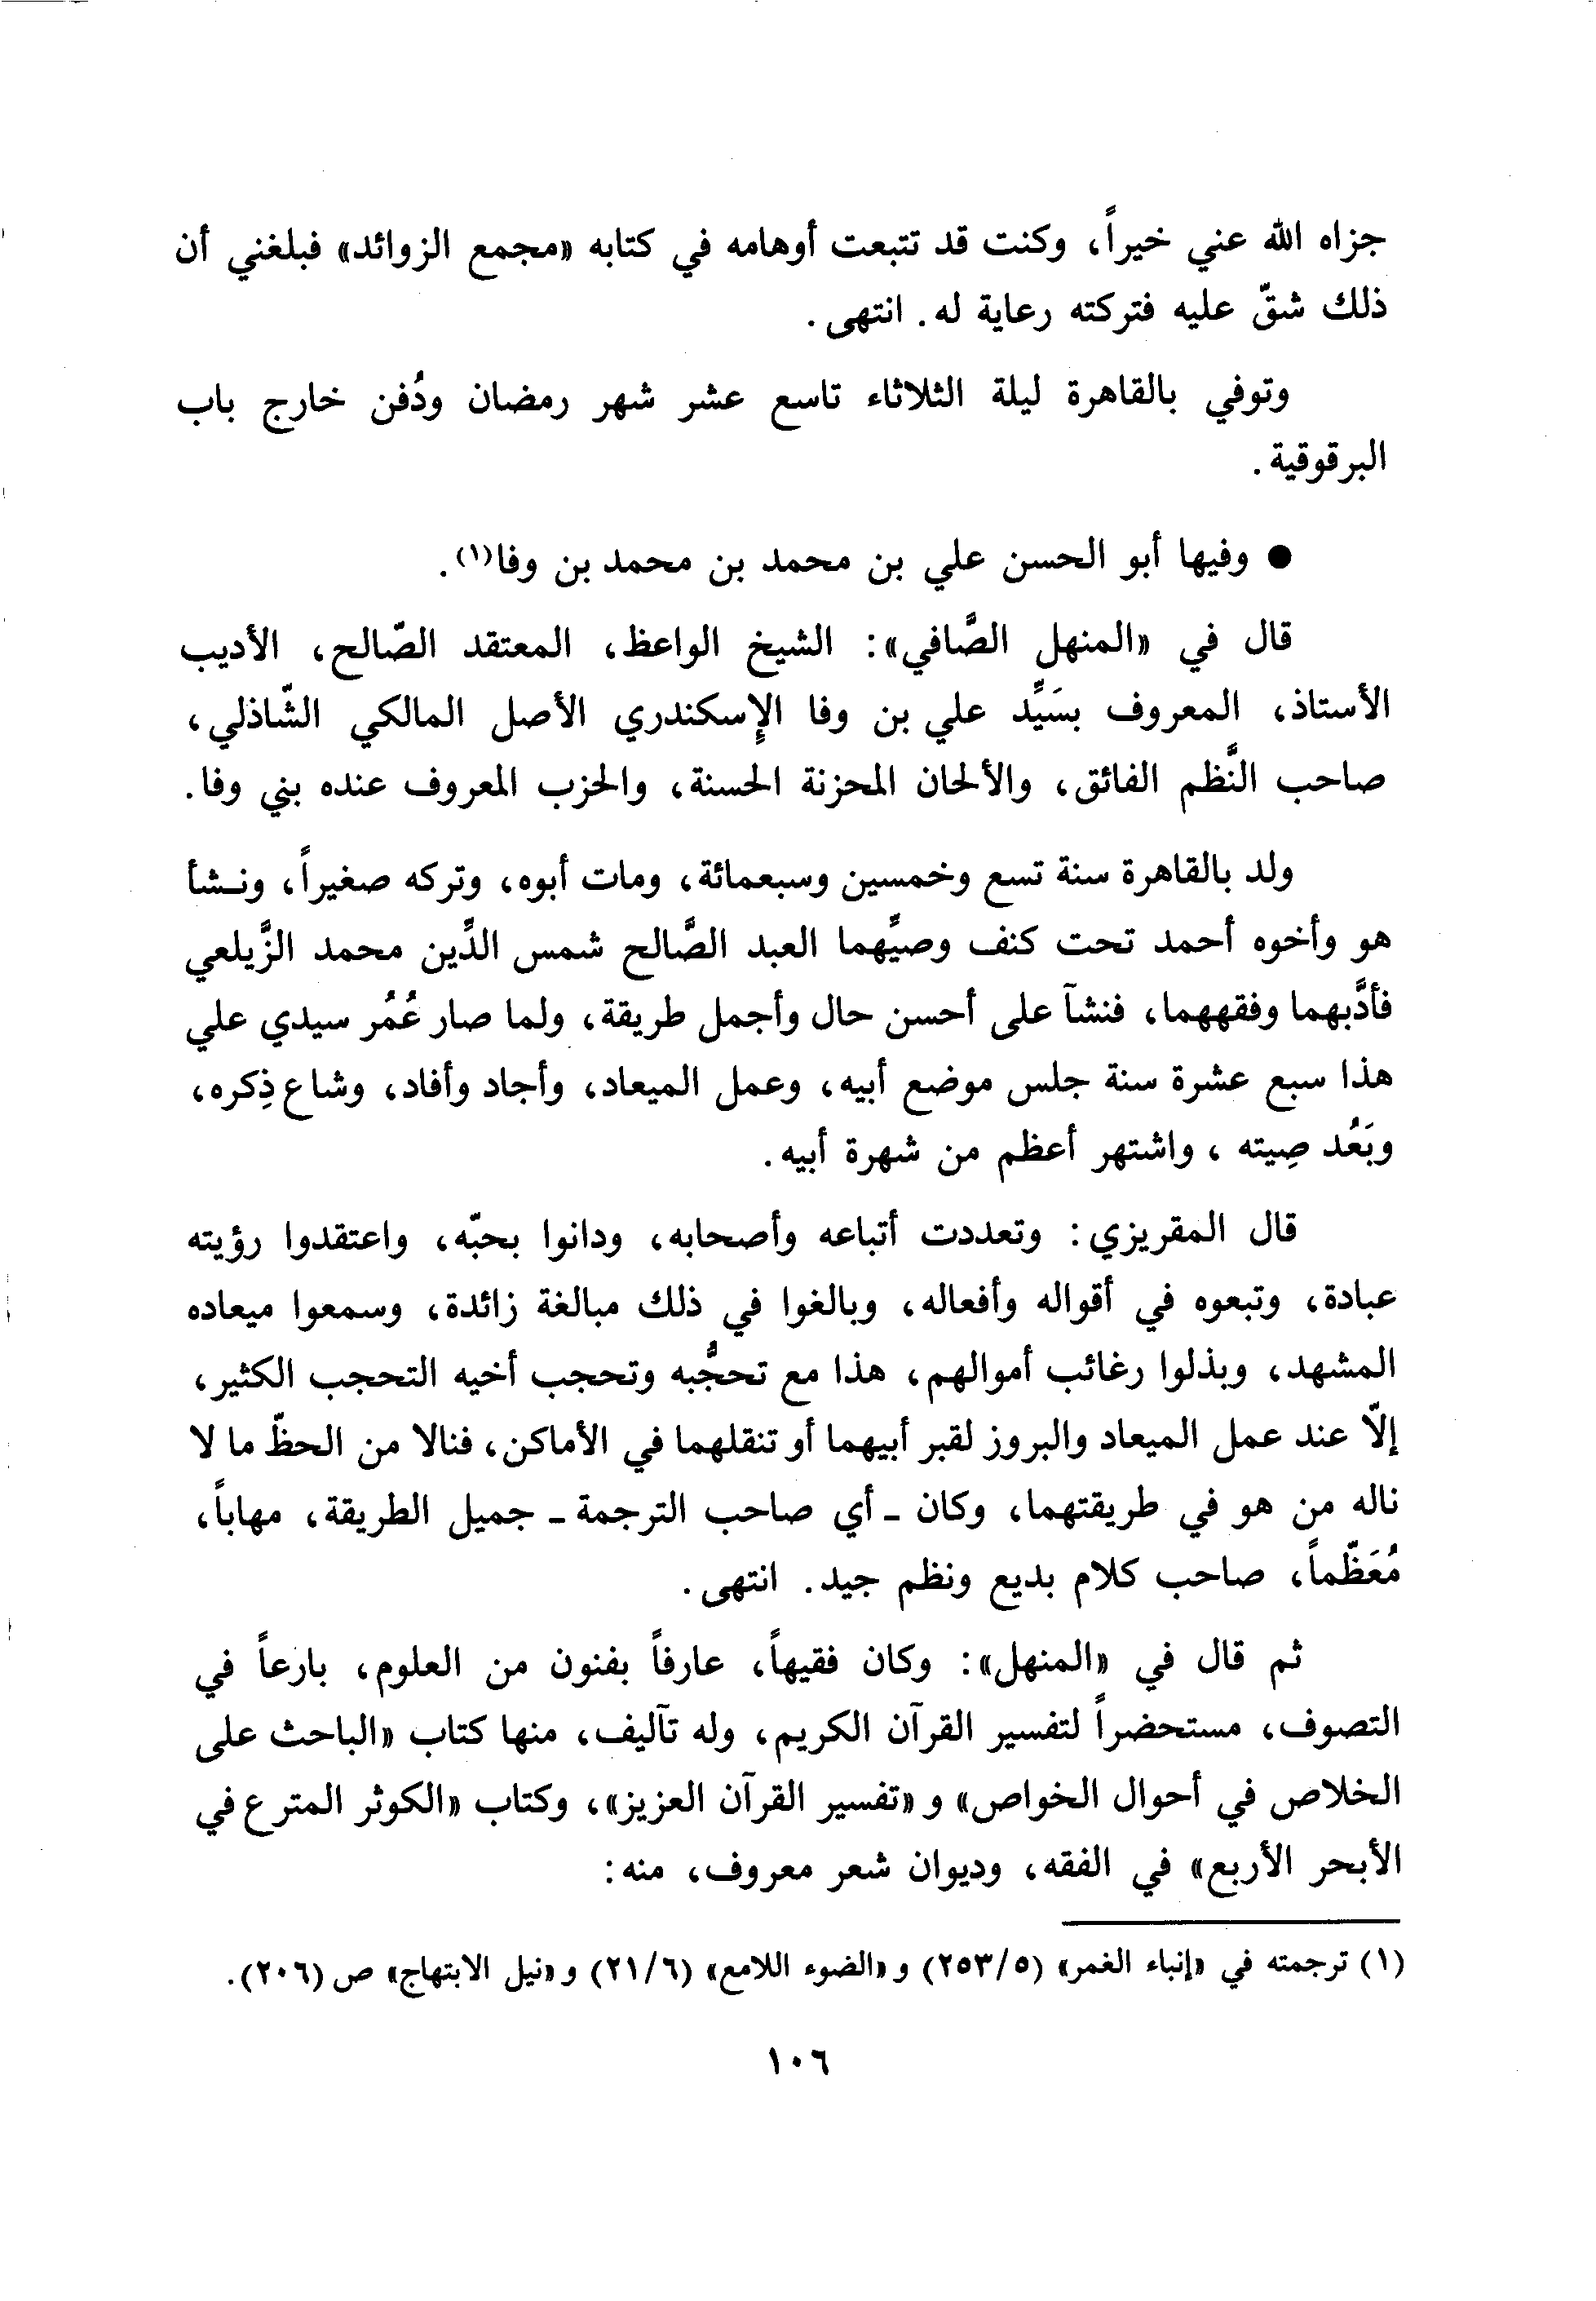 جزاه الله عني خيراً، وكنت قد تتبعت أوهامه في كتابه «مجمع الزوائد» فبلغني أن
ذلك شقّ عليه فتركته رعاية له. انتهى.
وتوفي بالقاهرة ليلة الثلاثاء تاسع عشر شهر رمضان ودُفن خارج باب
البرقوقية.
● وفيها أبو الحسن علي بن محمد بن محمد بن وفا(١).
قال في «المنهل الصَّافي»: الشيخ الواعظ، المعتقد الصّالح، الأديب
الأستاذ، المعروف بسَيِّد علي بن وفا الإِسكندري الأصل المالكي الشّاذلي،
صاحب النَّظم الفائق، والألحان المحزنة الحسنة، والحزب المعروف عنده بني وفا.
ولد بالقاهرة سنة تسع وخمسين وسبعمائة، ومات أبوه، وتركه صغيراً، ونـشأ
هو وأخوه أحمد تحت كنف وصيِّهما العبد الصَّالح شمس الدِّين محمد الزَّيلعي
فأدَّبهما وفقههما، فنشآ على أحسن حال وأجمل طريقة، ولما صار عُمُر سيدي علي
هذا سبع عشرة سنة جلس موضع أبيه، وعمل الميعاد، وأجاد وأفاد، وشاع ذِكره،
وبَعُد صِيته ، واشتهر أعظم من شهرة أبيه.
قال المقريزي: وتعددت أتباعه وأصحابه، ودانوا بحبّه، واعتقدوا رؤيته
عبادة، وتبعوه في أقواله وأفعاله، وبالغوا في ذلك مبالغة زائدة، وسمعوا ميعاده
المشهد، وبذلوا رغائب أموالهم، هذا مع تحجُّبه وتحجب أخيه التحجب الكثير،
إلّا عند عمل الميعاد والبروز لقبر أبيهما أو تنقلهما في الأماكن، فنالا من الحظّ ما لا
ناله من هو في طريقتهما، وكان ـ أي صاحب الترجمة ـ جميل الطريقة، مهاباً،
مُعَظّماً، صاحب كلام بديع ونظم جيد. انتهى.
ثم قال في «المنهل»: وكان فقيهاً، عارفاً بفنون من العلوم، بارعاً في
التصوف، مستحضراً لتفسير القرآن الكريم، وله تآليف، منها كتاب «الباحث على
الخلاص في أحوال الخواص» و «تفسير القرآن العزيز»، وكتاب «الكوثر المترع في
الأبحر الأربع» في الفقه، وديوان شعر معروف، منه:
(١) ترجمته في «إنباء الغمر» (٢٥٣/٥) و «الضوء اللامع» (٢١/٦) و «نيل الابتهاج» ص (٢٠٦).
١٠٦